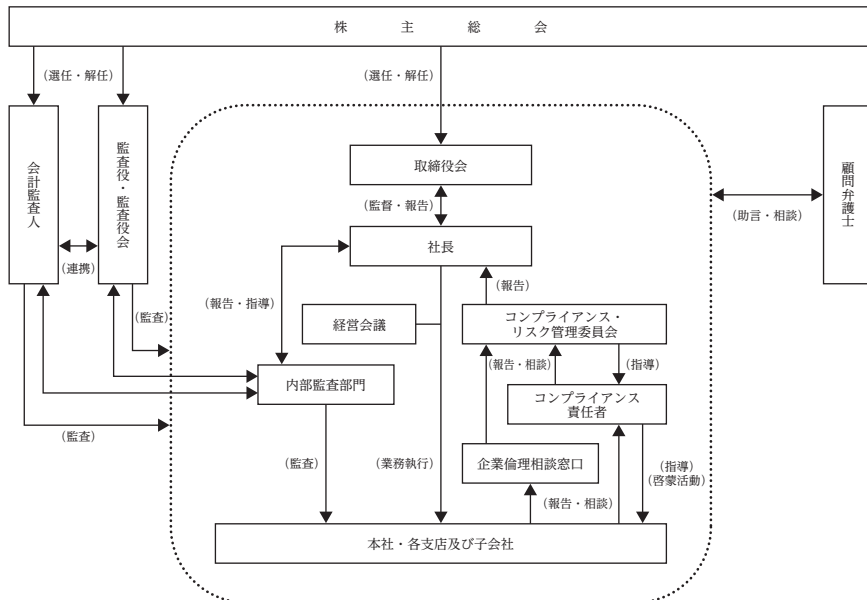 株主総会
（選任・解任）
（選任・解任）
会計監査人
監査役・監査役会
取締役会
顧問弁護士
（監督・報告）
（助言・相談）
社長
（連携）
（報告）
（報告・指導）
（監査）
経営会議
コンプライアンス・
リスク管理委員会
（報告・相談）
（指導）
内部監査部門
コンプライアンス
責任者
（監査）
（監査）
（業務執行）
企業倫理相談窓口
（指導）
（啓蒙活動）
（報告・相談）
本社・各支店及び子会社